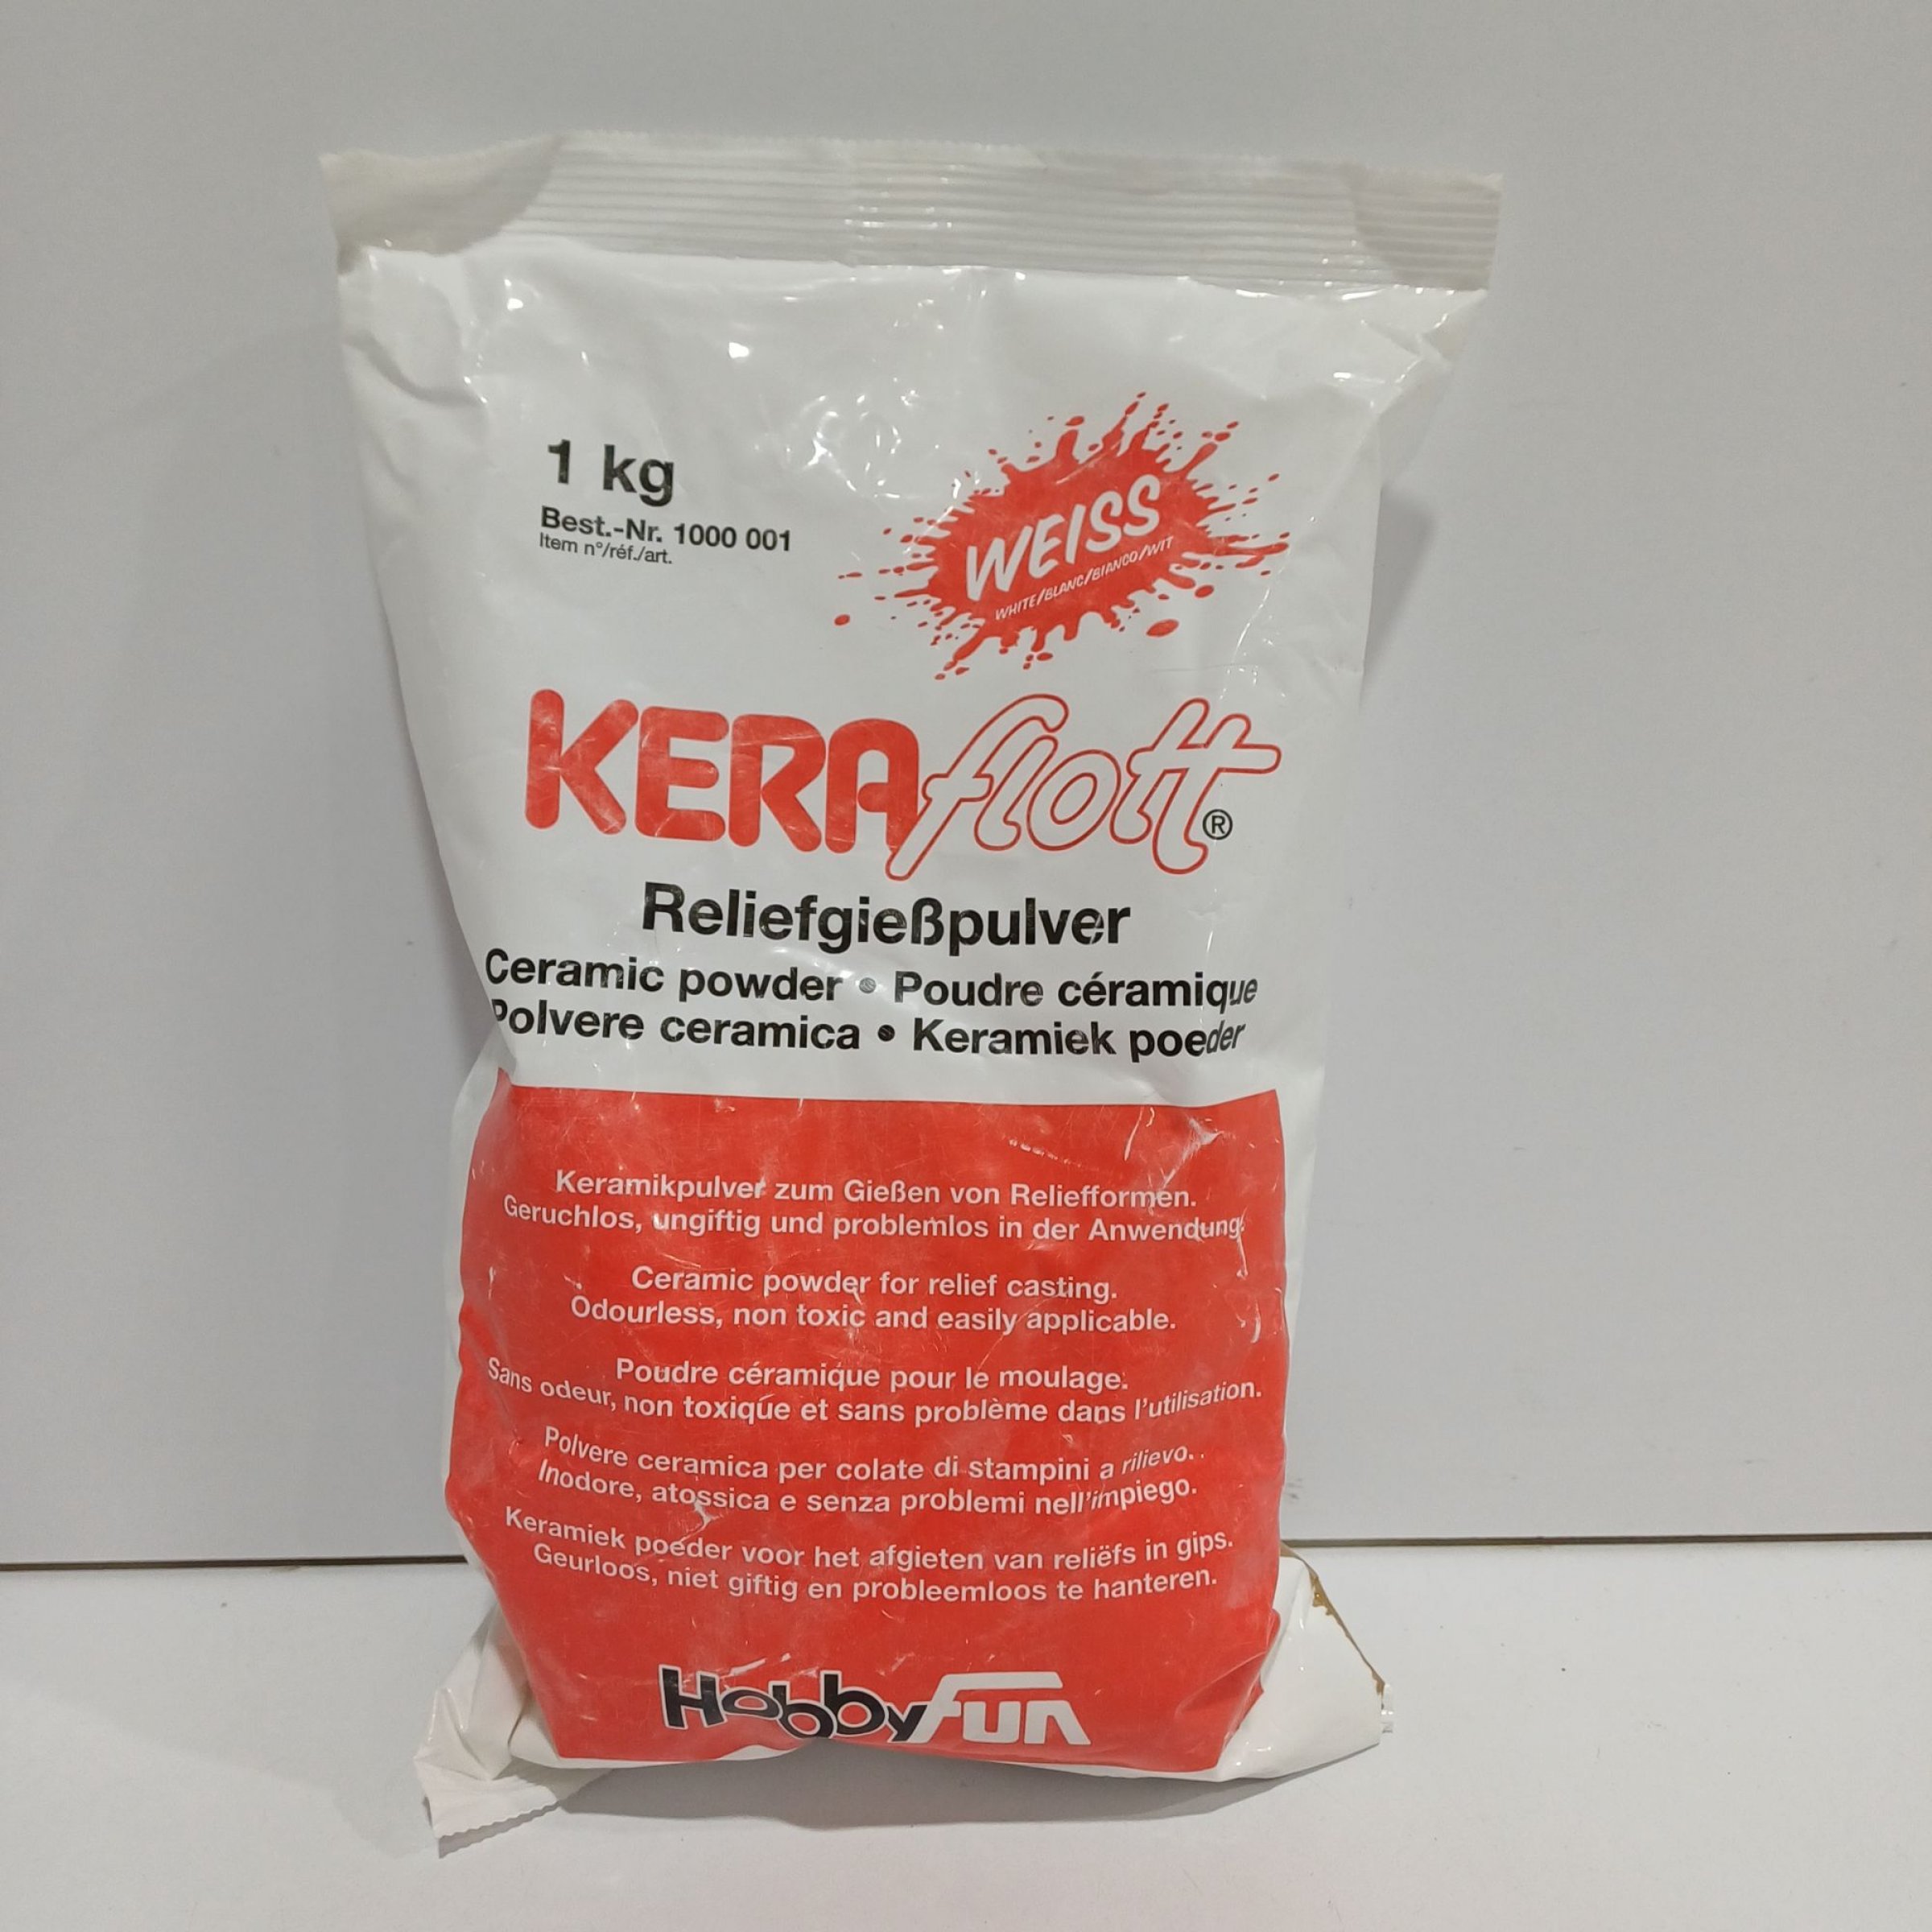 1 kg
Best.-Nr. 1000 001
Item n°/réf./art.
WEISS
WHITE/BLANC/BIANCO/WIT
KERAflott®
Reliefgießpulver
Ceramic powder • Poudre céramique
Polvere ceramica • Keramiek poeder
Keramikpulver zum Gießen von Reliefformen.
Geruchlos, ungiftig und problemlos in der Anwendung.
Ceramic powder for relief casting.
Odourless, non toxic and easily applicable.
Poudre céramique pour le moulage.
Sans odeur, non toxique et sans problème dans l'utilisation.
Polvere ceramica per colate di stampini a rilievo.
Inodore, atossica e senza problemi nell'impiego.
Keramiek poeder voor het afgieten van reliëfs in gips.
Geurloos, niet giftig en probleemloos te hanteren.
Hobbyfun